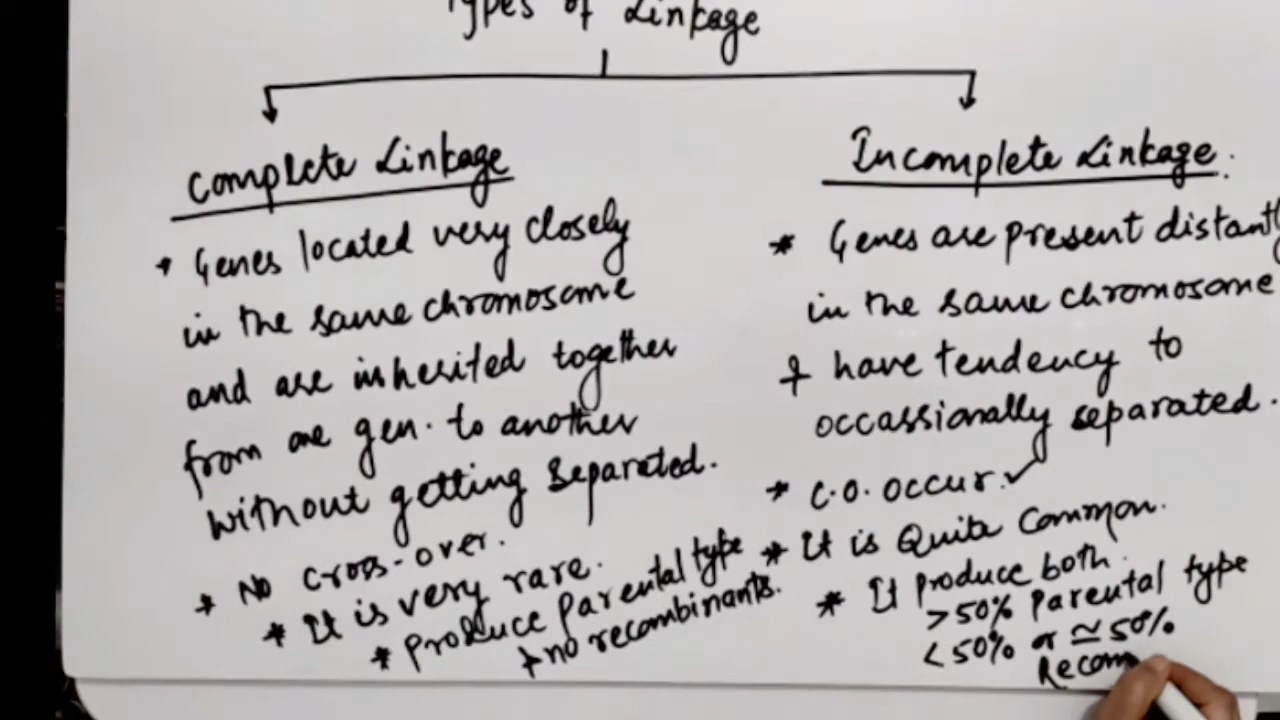 Types of Linkage
Complete Linkage
* Genes located very closely
in the same chromosome
and are inherited together
from one gen. to another
without getting separated.
* No cross-over.
* It is very rare.
* Produce Parental type
+ no recombinants.
Incomplete Linkage.
* Genes are present distantly
in the same chromosome
& have tendency to
occassionally separated.
* C.O. occur. ✓
* It is Quite Common.
* It produce both.
>50% Parental type
<50% or ≃50%
Recom